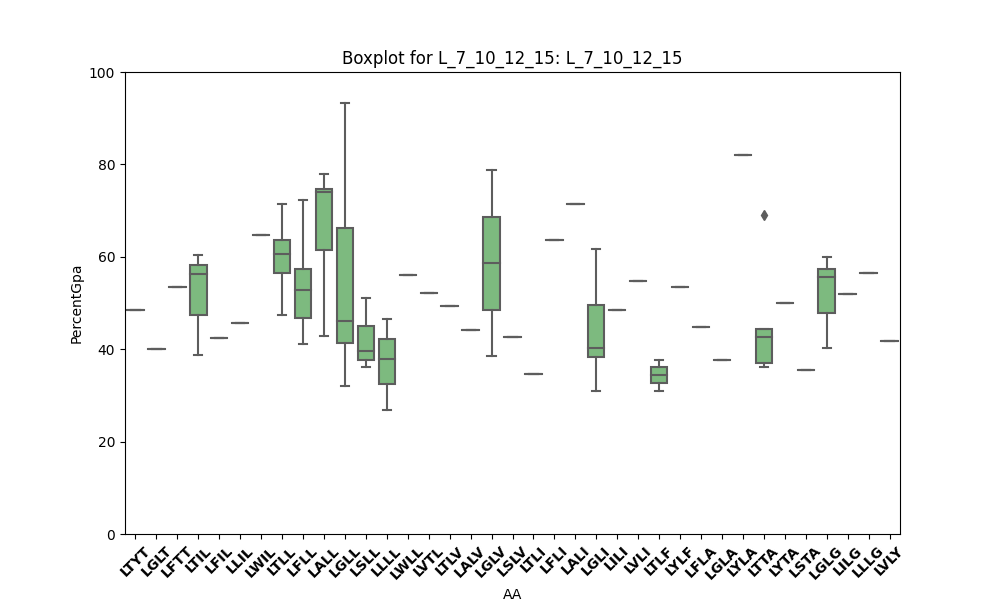 Boxplot for L_7_10_12_15: L_7_10_12_15
100
80
60
40
20
0
PercentGpa
LTYT
LGLT
LFTT
LTIL
LFIL
LLIL
LWIL
LTLL
LFLL
LALL
LGLL
LSLL
LLLL
LWLL
LVTL
LTLV
LALV
LGLV
LSLV
LTLI
LFLI
LALI
LGLI
LILI
LVLI
LTLF
LYLF
LFLA
LGLA
LYLA
LTTA
LYTA
LSTA
LGLG
LILG
LLLG
LVLY
AA